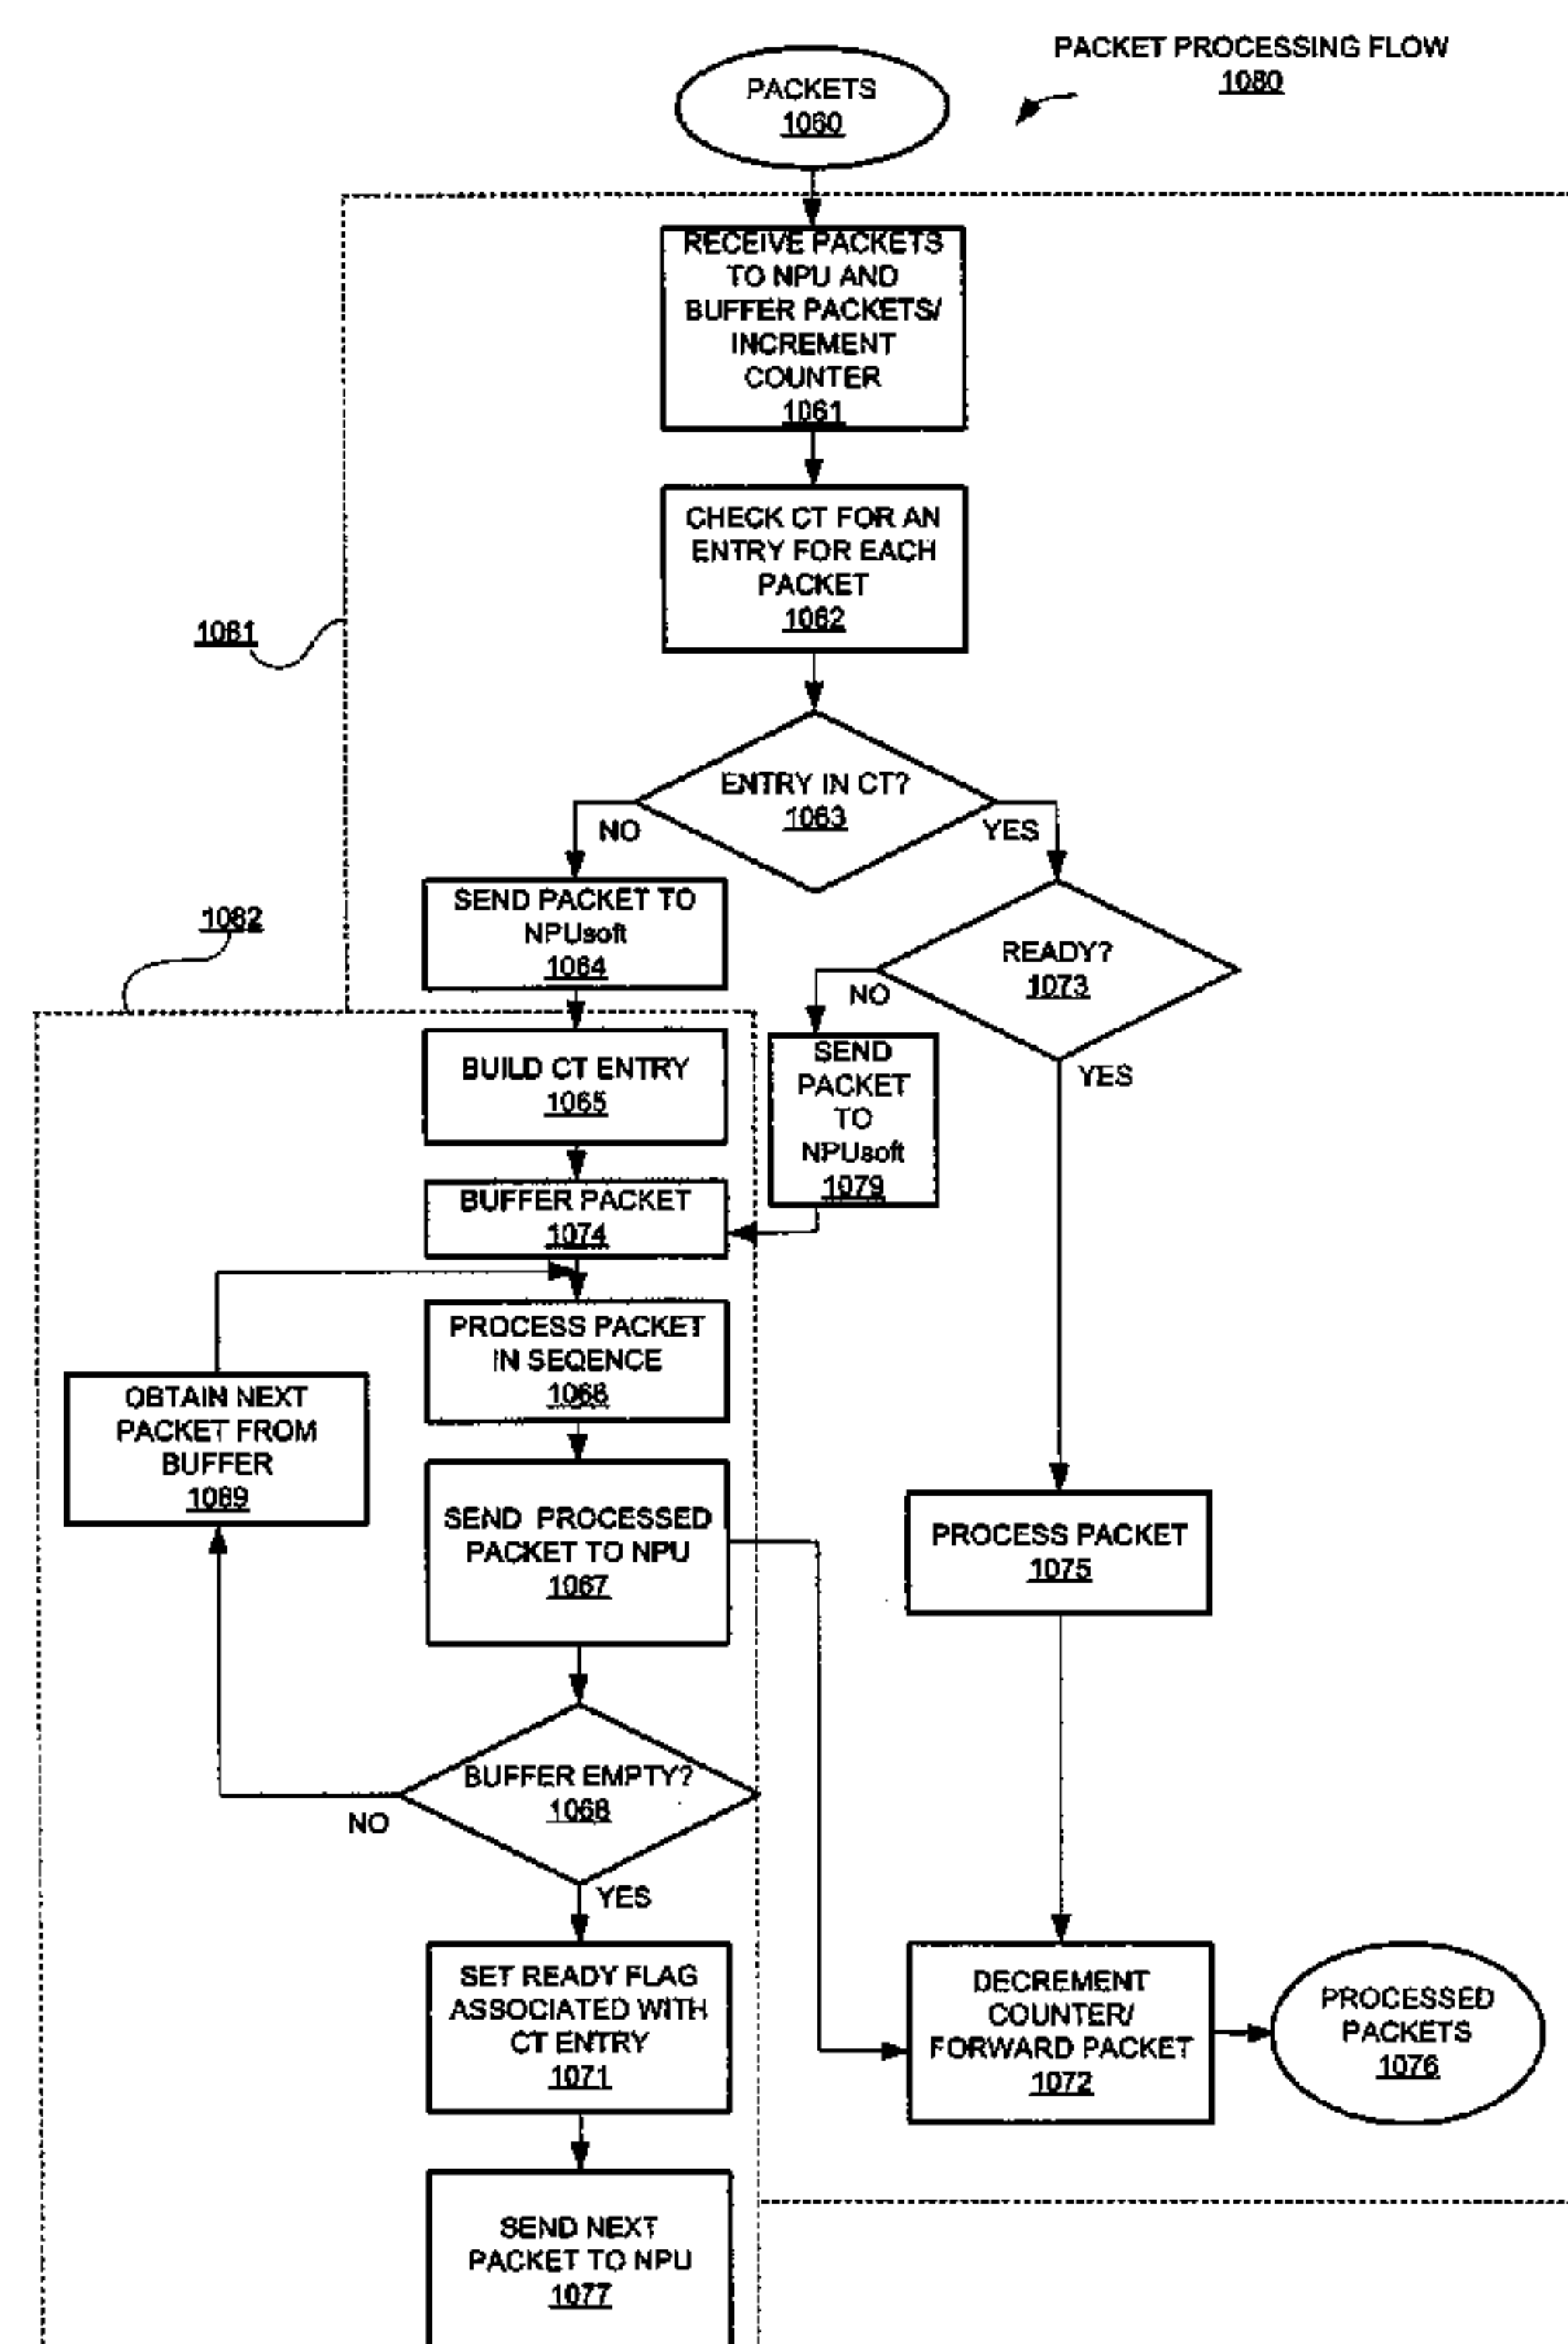 PACKET PROCESSING FLOW
1080
PACKETS
1060
RECEIVE PACKETS
TO NPU AND
BUFFER PACKETS/
INCREMENT
COUNTER
1061
CHECK CT FOR AN
ENTRY FOR EACH
PACKET
1062
1081
ENTRY IN CT?
1063
NO
YES
SEND PACKET TO
NPUsoft
1064
1082
READY?
1073
NO
YES
BUILD CT ENTRY
1065
SEND
PACKET
TO
NPUsoft
1079
BUFFER PACKET
1074
PROCESS PACKET
IN SEQENCE
1066
OBTAIN NEXT
PACKET FROM
BUFFER
1069
SEND PROCESSED
PACKET TO NPU
1067
PROCESS PACKET
1075
BUFFER EMPTY?
1068
NO
YES
SET READY FLAG
ASSOCIATED WITH
CT ENTRY
1071
DECREMENT
COUNTER/
FORWARD PACKET
1072
PROCESSED
PACKETS
1076
SEND NEXT
PACKET TO NPU
1077